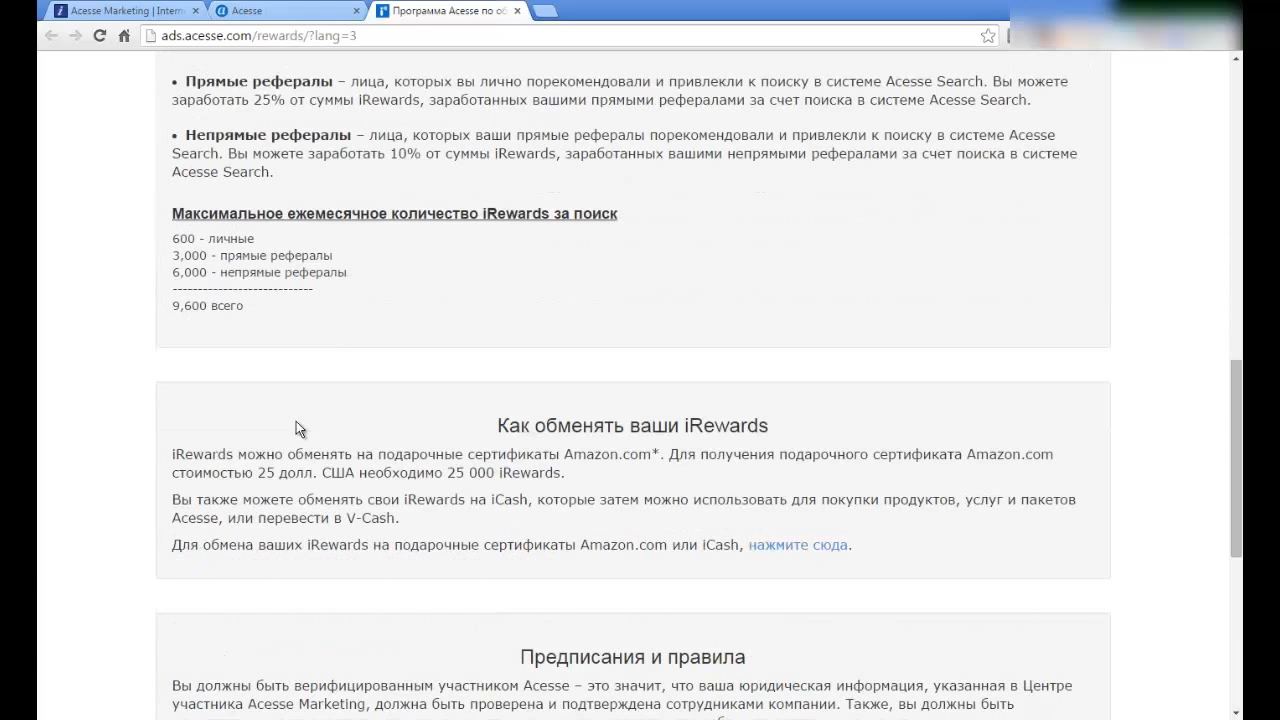 Acesse Marketing | Intern
Acesse
Программа Acesse по об
ads.acesse.com/rewards/?lang=3
• Прямые рефералы – лица, которых вы лично порекомендовали и привлекли к поиску в системе Acesse Search. Вы можете
заработать 25% от суммы iRewards, заработанных вашими прямыми рефералами за счет поиска в системе Acesse Search.
• Непрямые рефералы – лица, которых ваши прямые рефералы порекомендовали и привлекли к поиску в системе Acesse
Search. Вы можете заработать 10% от суммы iRewards, заработанных вашими непрямыми рефералами за счет поиска в системе
Acesse Search.
Максимальное ежемесячное количество iRewards за поиск
600 - личные
3,000 - прямые рефералы
6,000 - непрямые рефералы
----------------------------
9,600 всего
Как обменять ваши iRewards
iRewards можно обменять на подарочные сертификаты Amazon.com*. Для получения подарочного сертификата Amazon.com
стоимостью 25 долл. США необходимо 25 000 iRewards.
Вы также можете обменять свои iRewards на iCash, которые затем можно использовать для покупки продуктов, услуг и пакетов
Acesse, или перевести в V-Cash.
Для обмена ваших iRewards на подарочные сертификаты Amazon.com или iCash, нажмите сюда.
Предписания и правила
Вы должны быть верифицированным участником Acesse – это значит, что ваша юридическая информация, указанная в Центре
участника Acesse Marketing, должна быть проверена и подтверждена сотрудниками компании. Также, вы должны быть